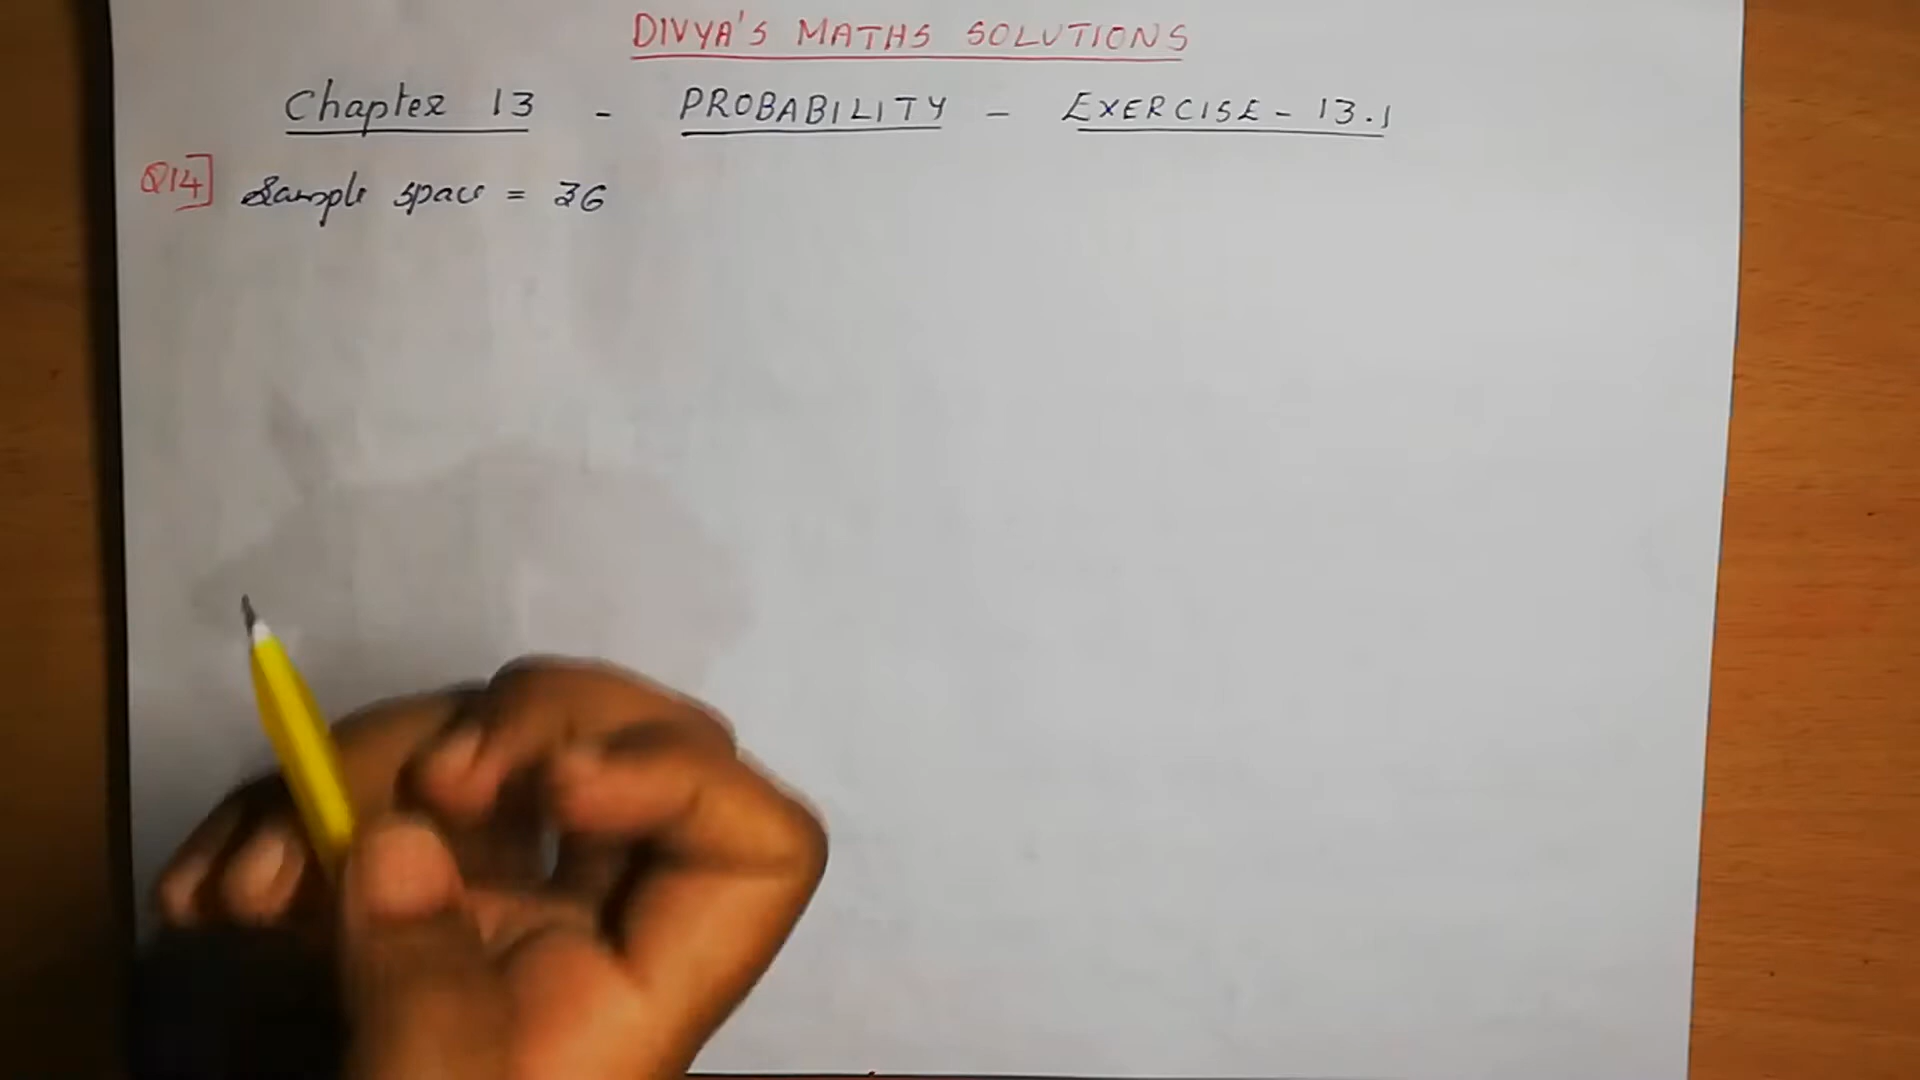 DIVYA'S MATHS SOLUTIONS
Chapter 13 - PROBABILITY - EXERCISE - 13.1
Q14] Sample space = 36